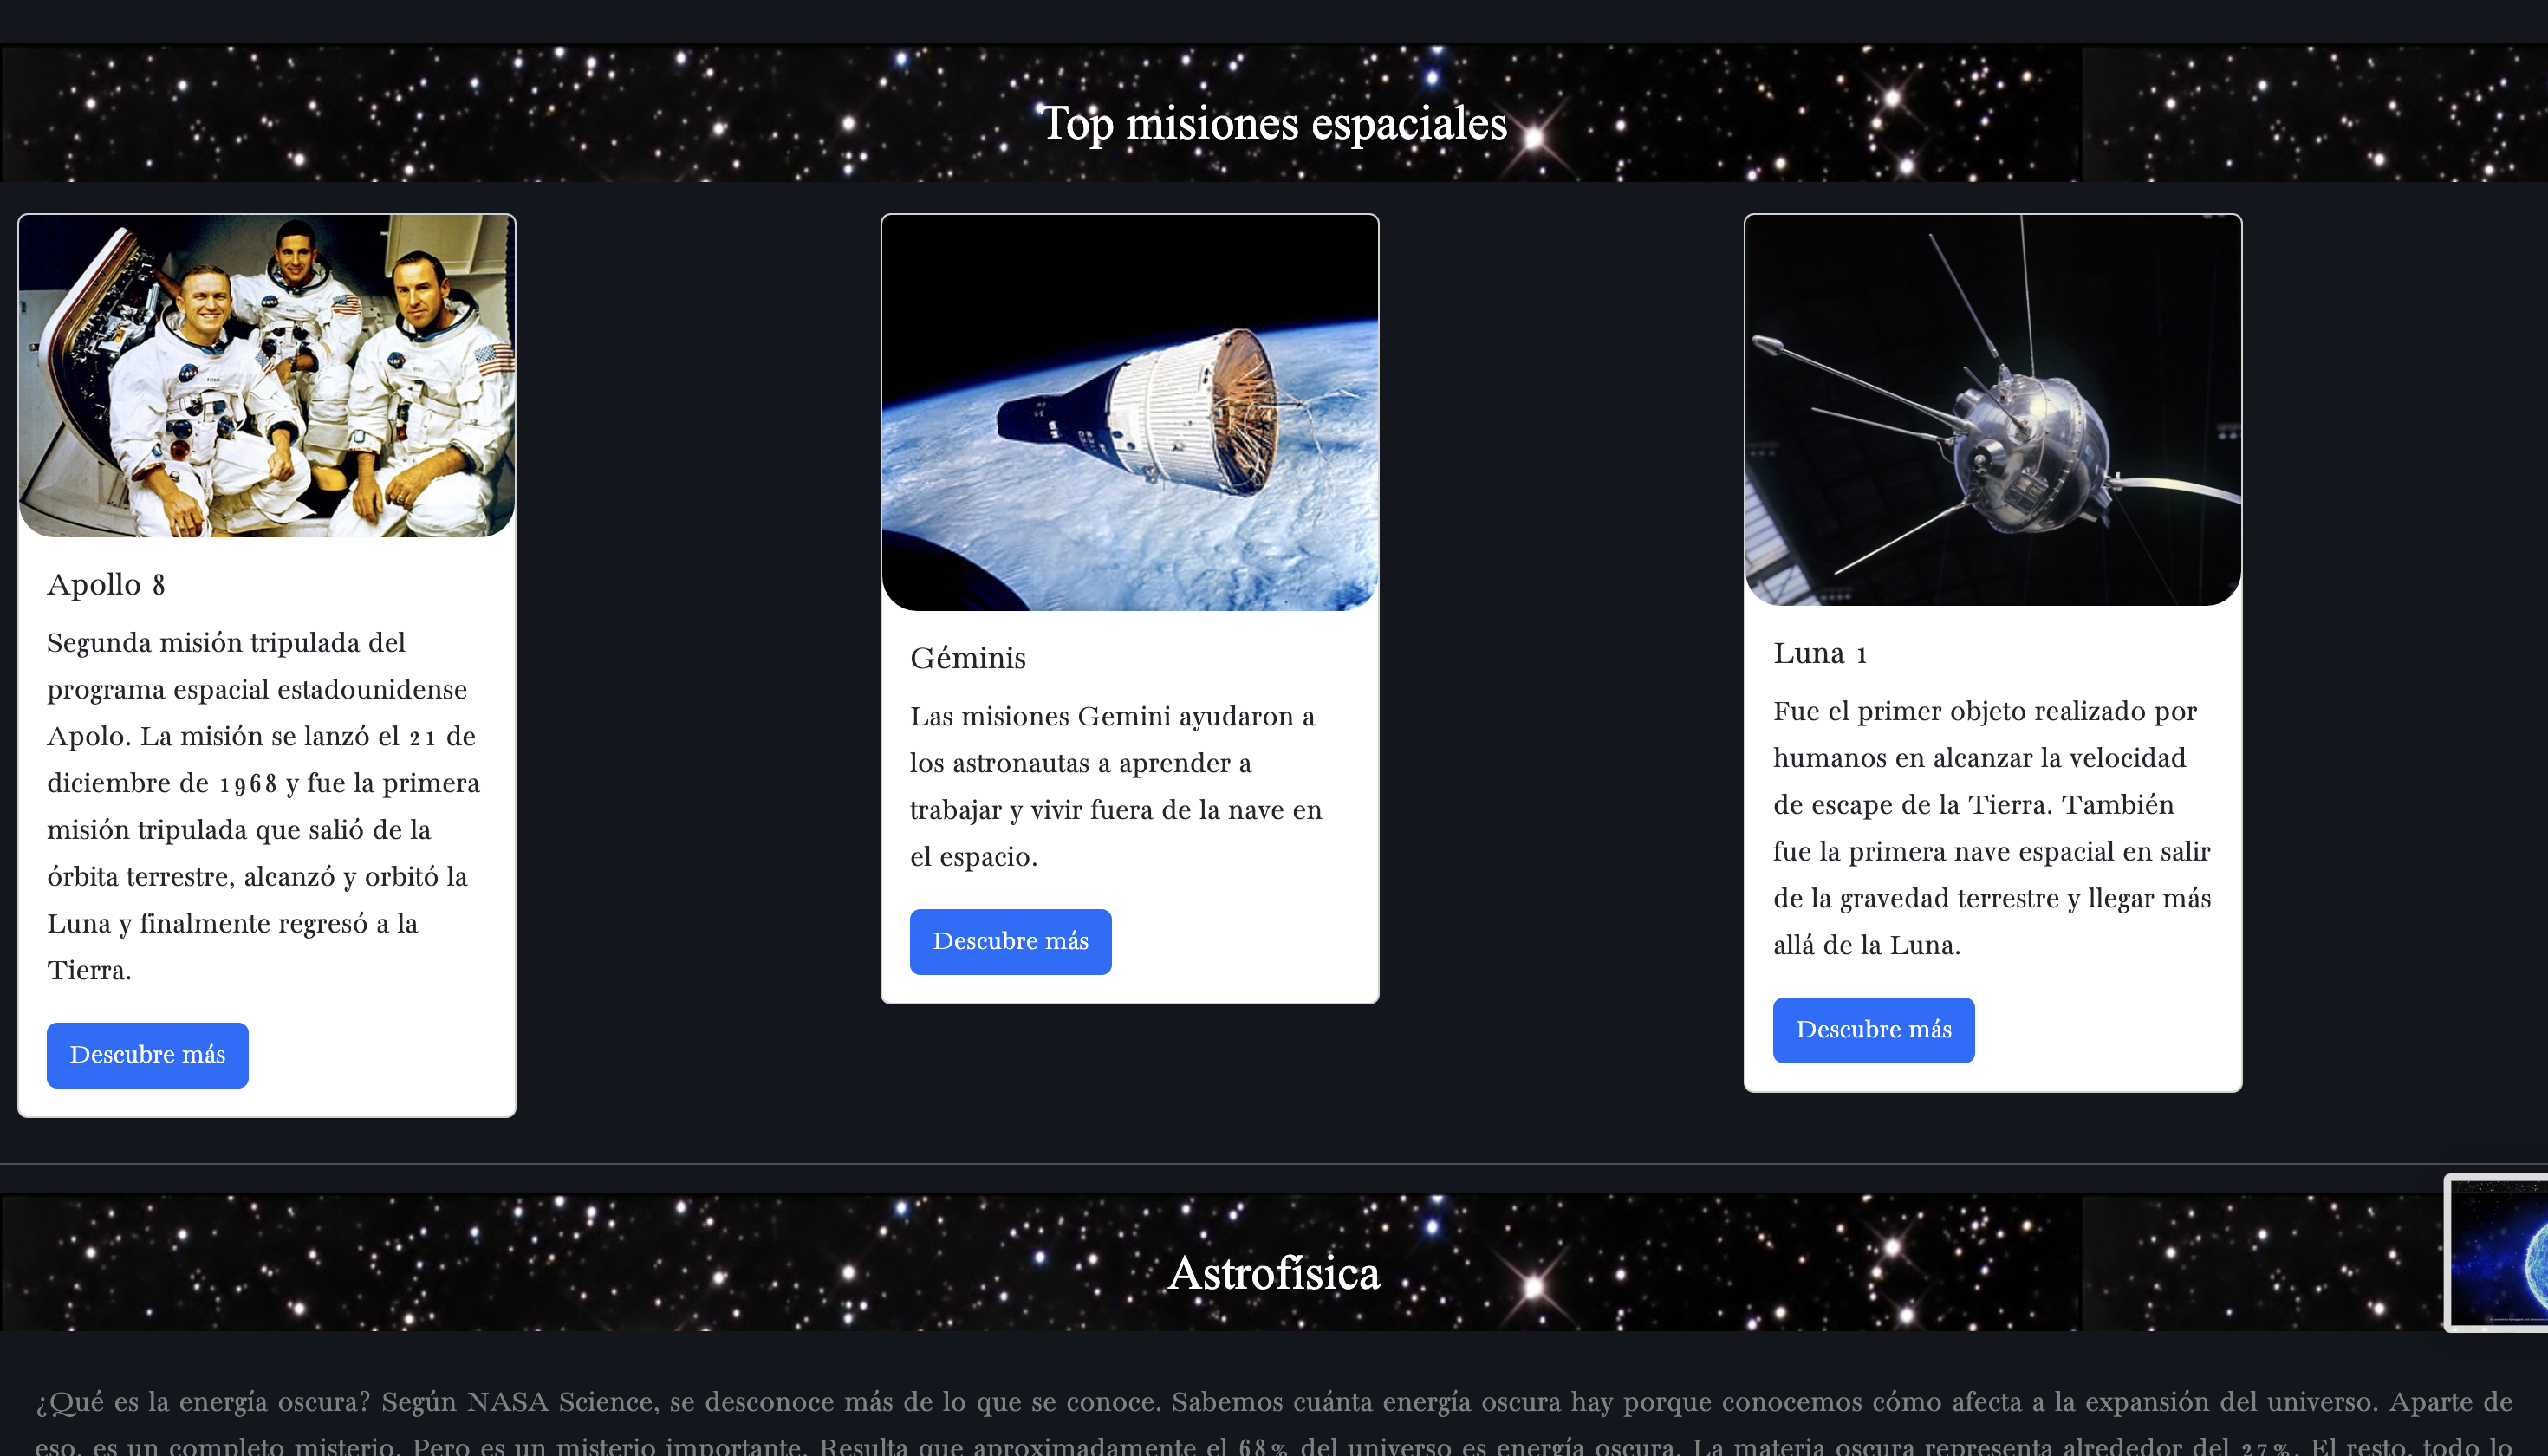 Top misiones espaciales
Apollo 8
Segunda misión tripulada del
programa espacial estadounidense
Apolo. La misión se lanzó el 21 de
diciembre de 1968 y fue la primera
misión tripulada que salió de la
órbita terrestre, alcanzó y orbitó la
Luna y finalmente regresó a la
Tierra.
Descubre más
Géminis
Las misiones Gemini ayudaron a
los astronautas a aprender a
trabajar y vivir fuera de la nave en
el espacio.
Descubre más
Luna 1
Fue el primer objeto realizado por
humanos en alcanzar la velocidad
de escape de la Tierra. También
fue la primera nave espacial en salir
de la gravedad terrestre y llegar más
allá de la Luna.
Descubre más
Astrofísica
¿Qué es la energía oscura? Según NASA Science, se desconoce más de lo que se conoce. Sabemos cuánta energía oscura hay porque conocemos cómo afecta a la expansión del universo. Aparte de
eso, es un completo misterio. Pero es un misterio importante. Resulta que aproximadamente el 68% del universo es energía oscura. La materia oscura representa alrededor del 27%. El resto, todo lo